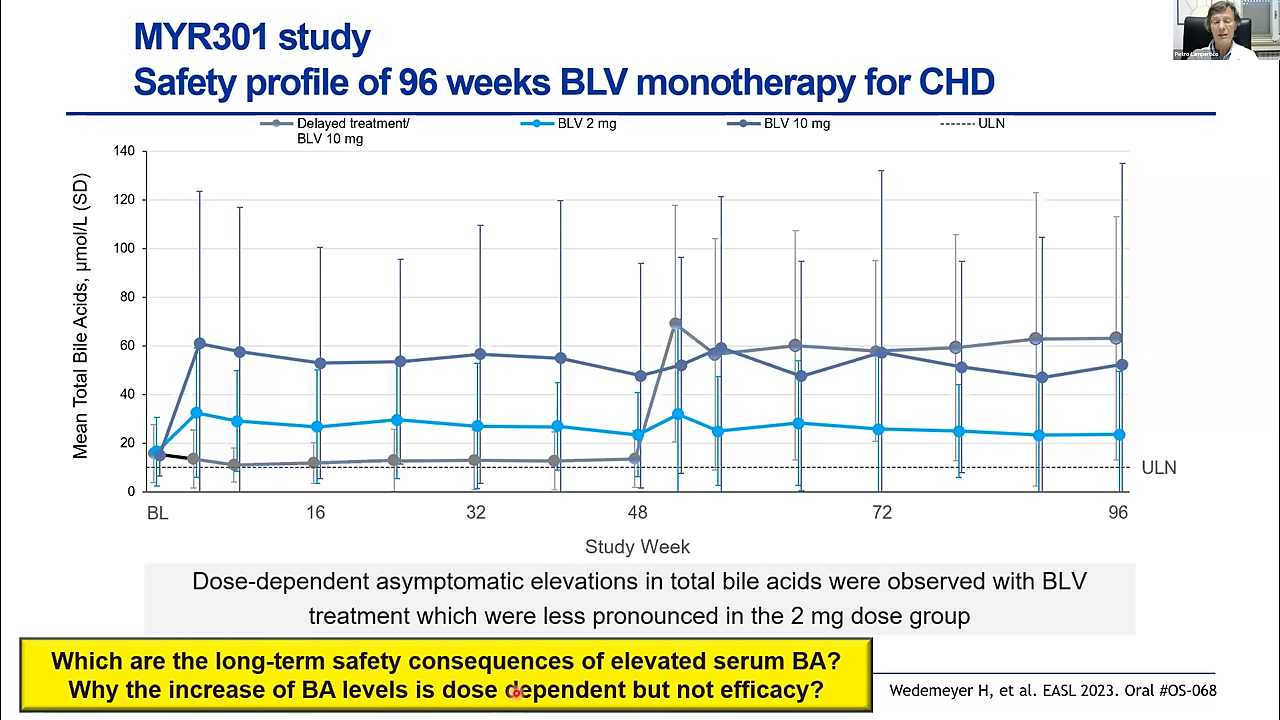 MYR301 study
Safety profile of 96 weeks BLV monotherapy for CHD
Pietro Lampertico
Delayed treatment/
BLV 10 mg
BLV 2 mg
BLV 10 mg
ULN
Mean Total Bile Acids, µmol/L (SD)
140
120
100
80
60
40
20
0
ULN
BL
16
32
48
72
96
Study Week
Dose-dependent asymptomatic elevations in total bile acids were observed with BLV
treatment which were less pronounced in the 2 mg dose group
Which are the long-term safety consequences of elevated serum BA?
Why the increase of BA levels is dose dependent but not efficacy?
Wedemeyer H, et al. EASL 2023. Oral #OS-068